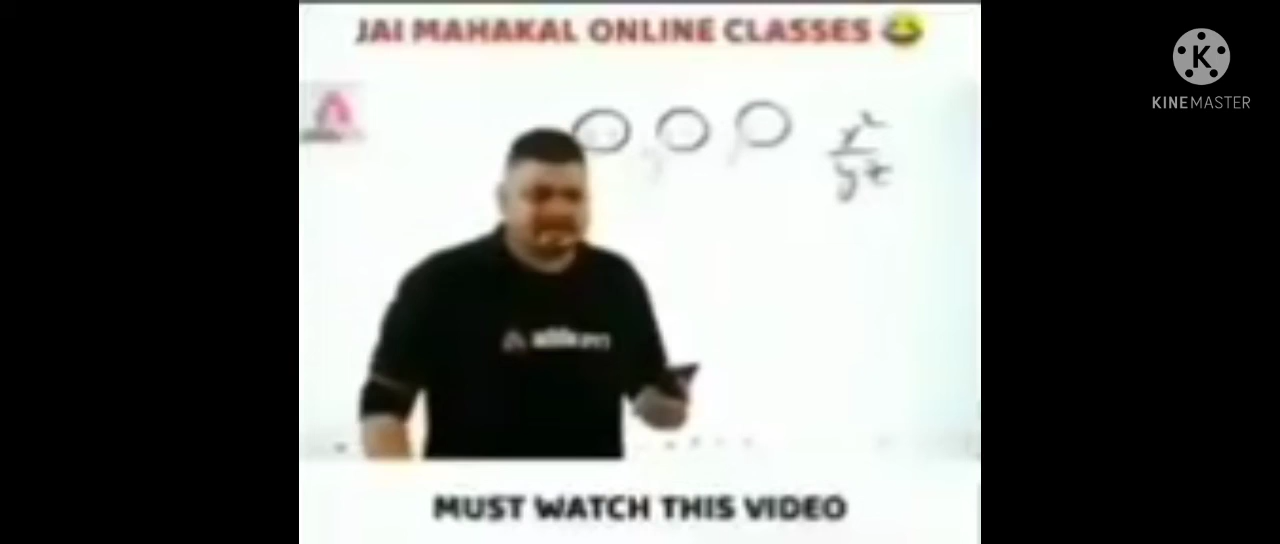 JAI MAHAKAL ONLINE CLASSES 😂
KINEMASTER
MUST WATCH THIS VIDEO